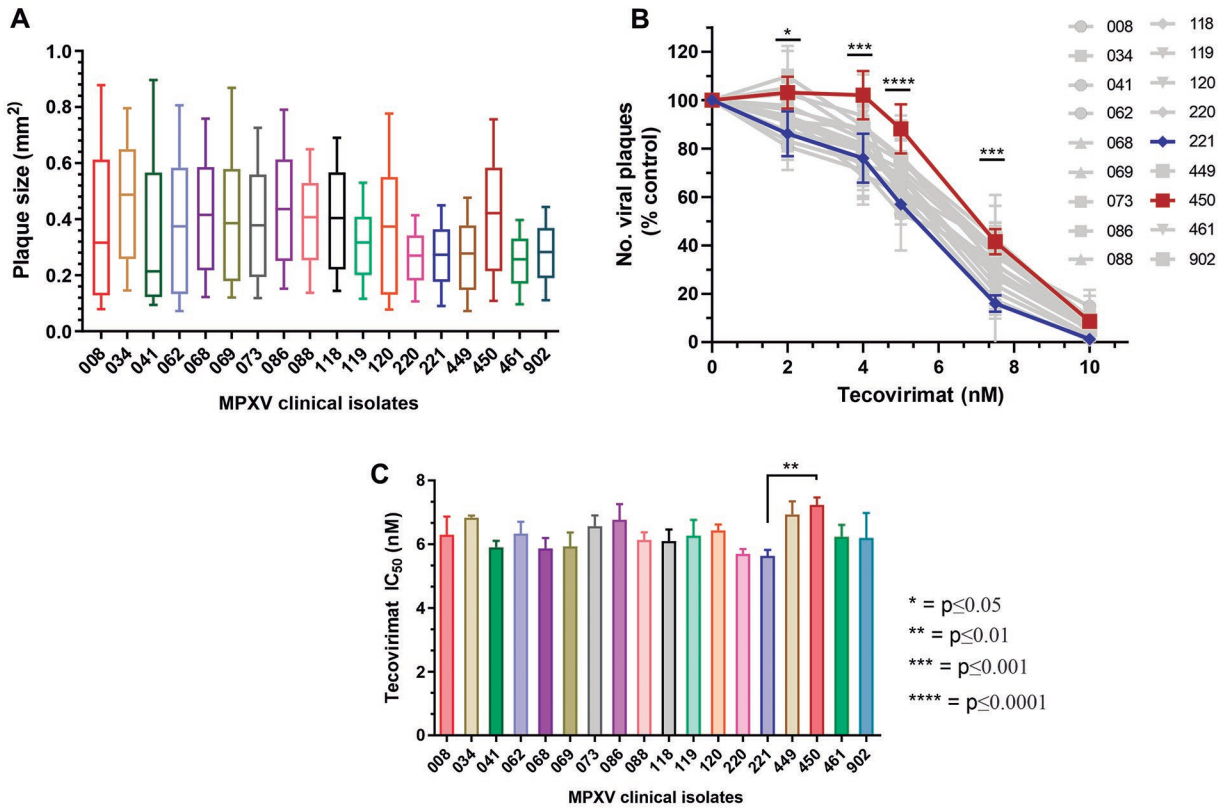 A
Plaque size (mm²)
1.0
0.8
0.6
0.4
0.2
0.0
008 034 041 062 068 069 073 086 088 118 119 120 220 221 449 450 461 902
MPXV clinical isolates
B
No. viral plaques
(% control)
120
100
80
60
40
20
0
* *** **** ***
0 2 4 6 8 10
Tecovirimat (nM)
008
034
041
062
068
069
073
086
088
118
119
120
220
221
449
450
461
902
C
Tecovirimat IC₅₀ (nM)
8
6
4
2
0
**
008 034 041 062 068 069 073 086 088 118 119 120 220 221 449 450 461 902
MPXV clinical isolates
* = p≤0.05
** = p≤0.01
*** = p≤0.001
**** = p≤0.0001